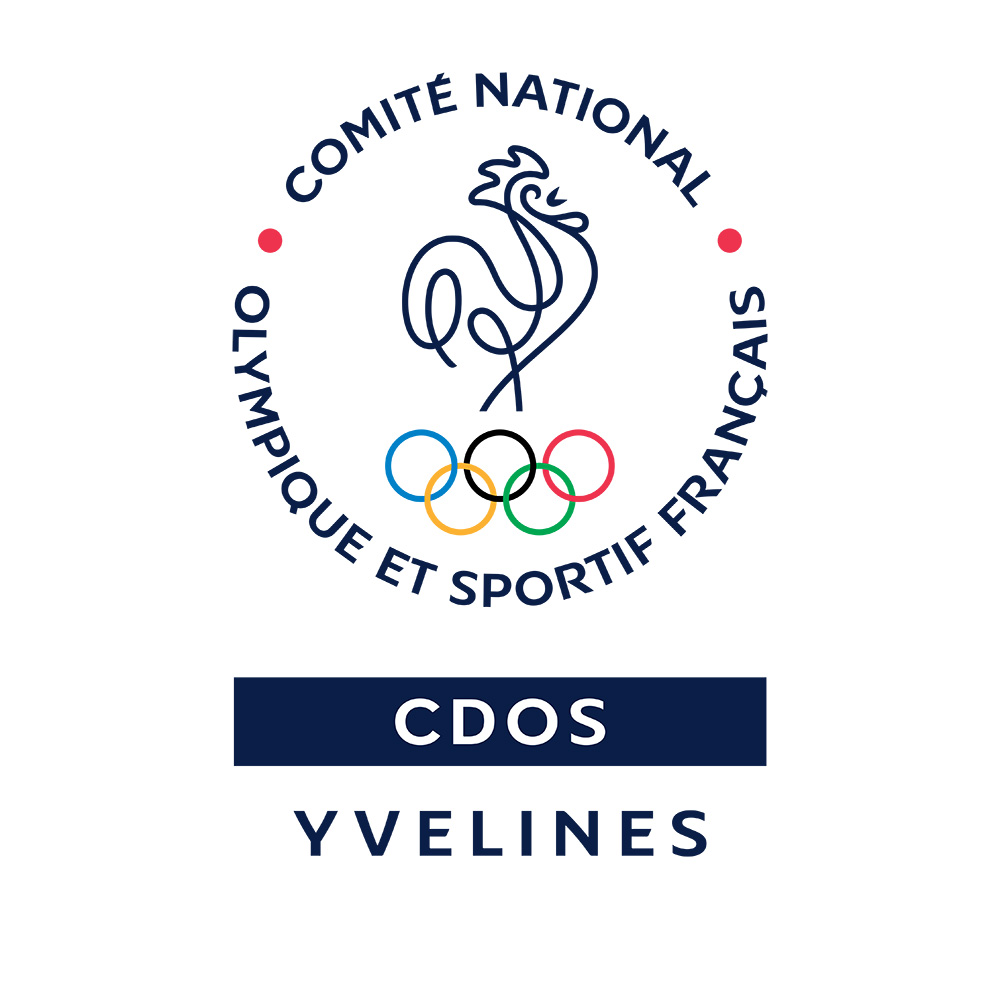 COMITÉ NATIONAL
OLYMPIQUE ET SPORTIF FRANÇAIS
CDOS
YVELINES